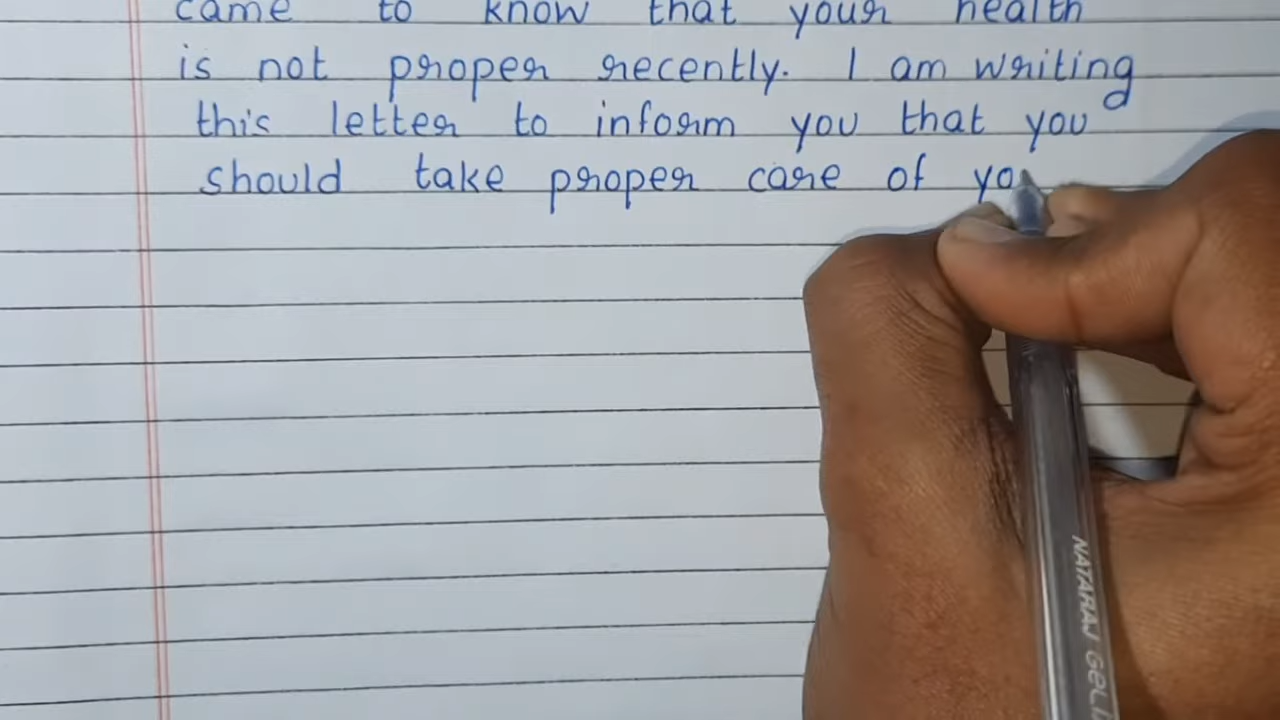 came to know that your health
is not proper recently. I am writing
this letter to inform you that you
should take proper care of yo
NATARAJ GEL